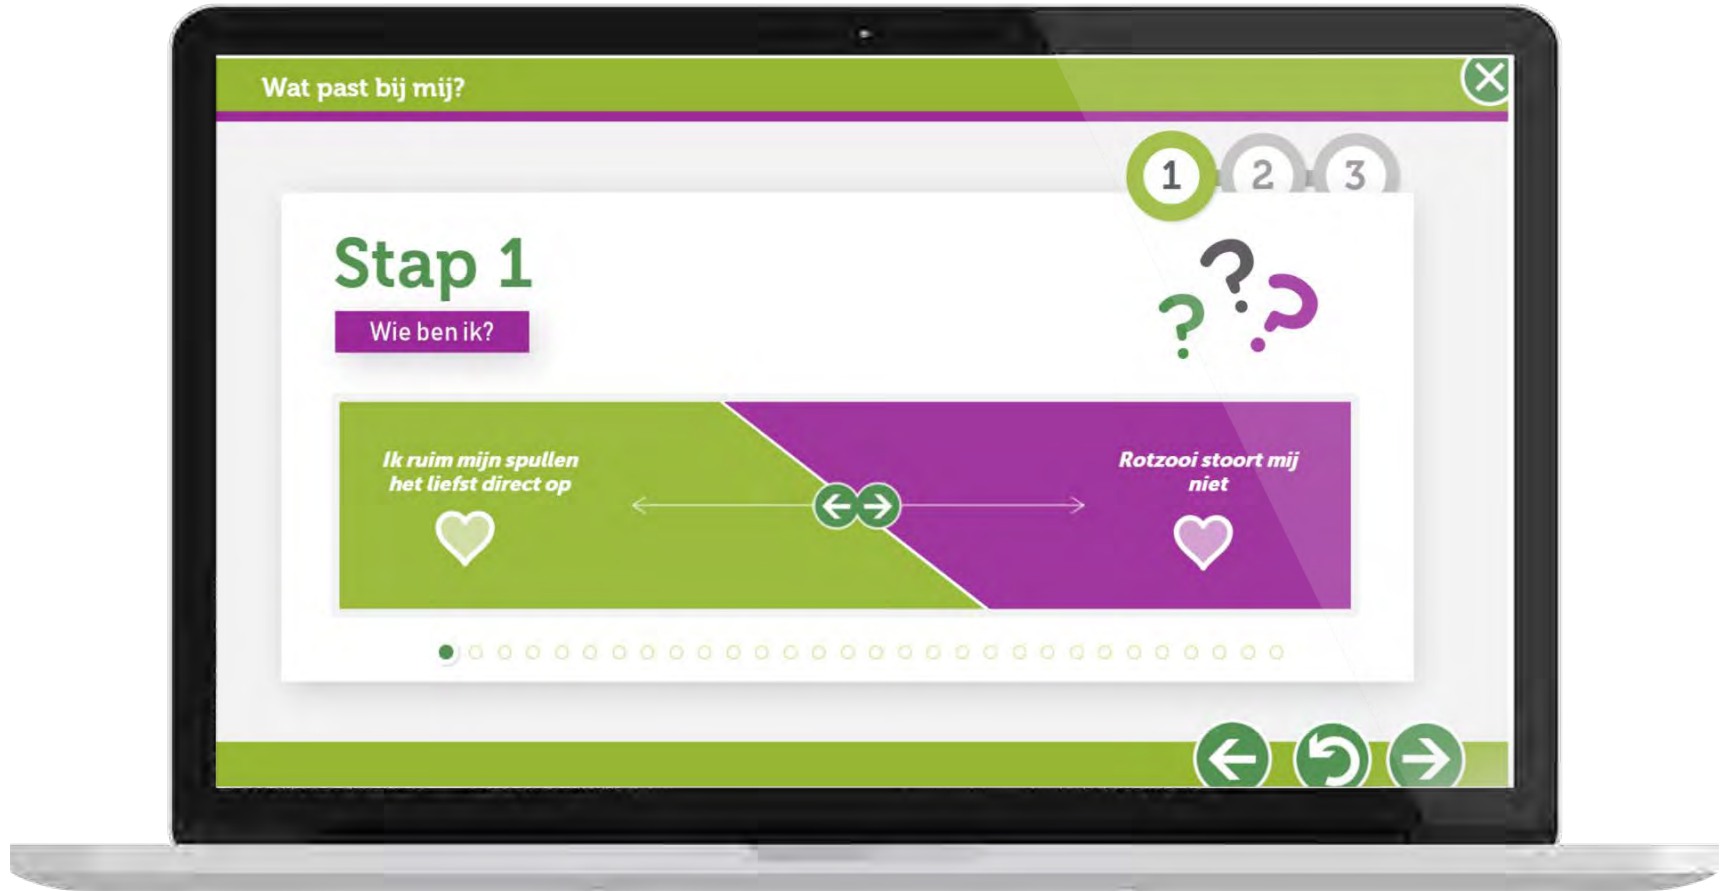 Wat past bij mij?
1 2 3
Stap 1
Wie ben ik?
Ik ruim mijn spullen
het liefst direct op
Rotzooi stoort mij
niet